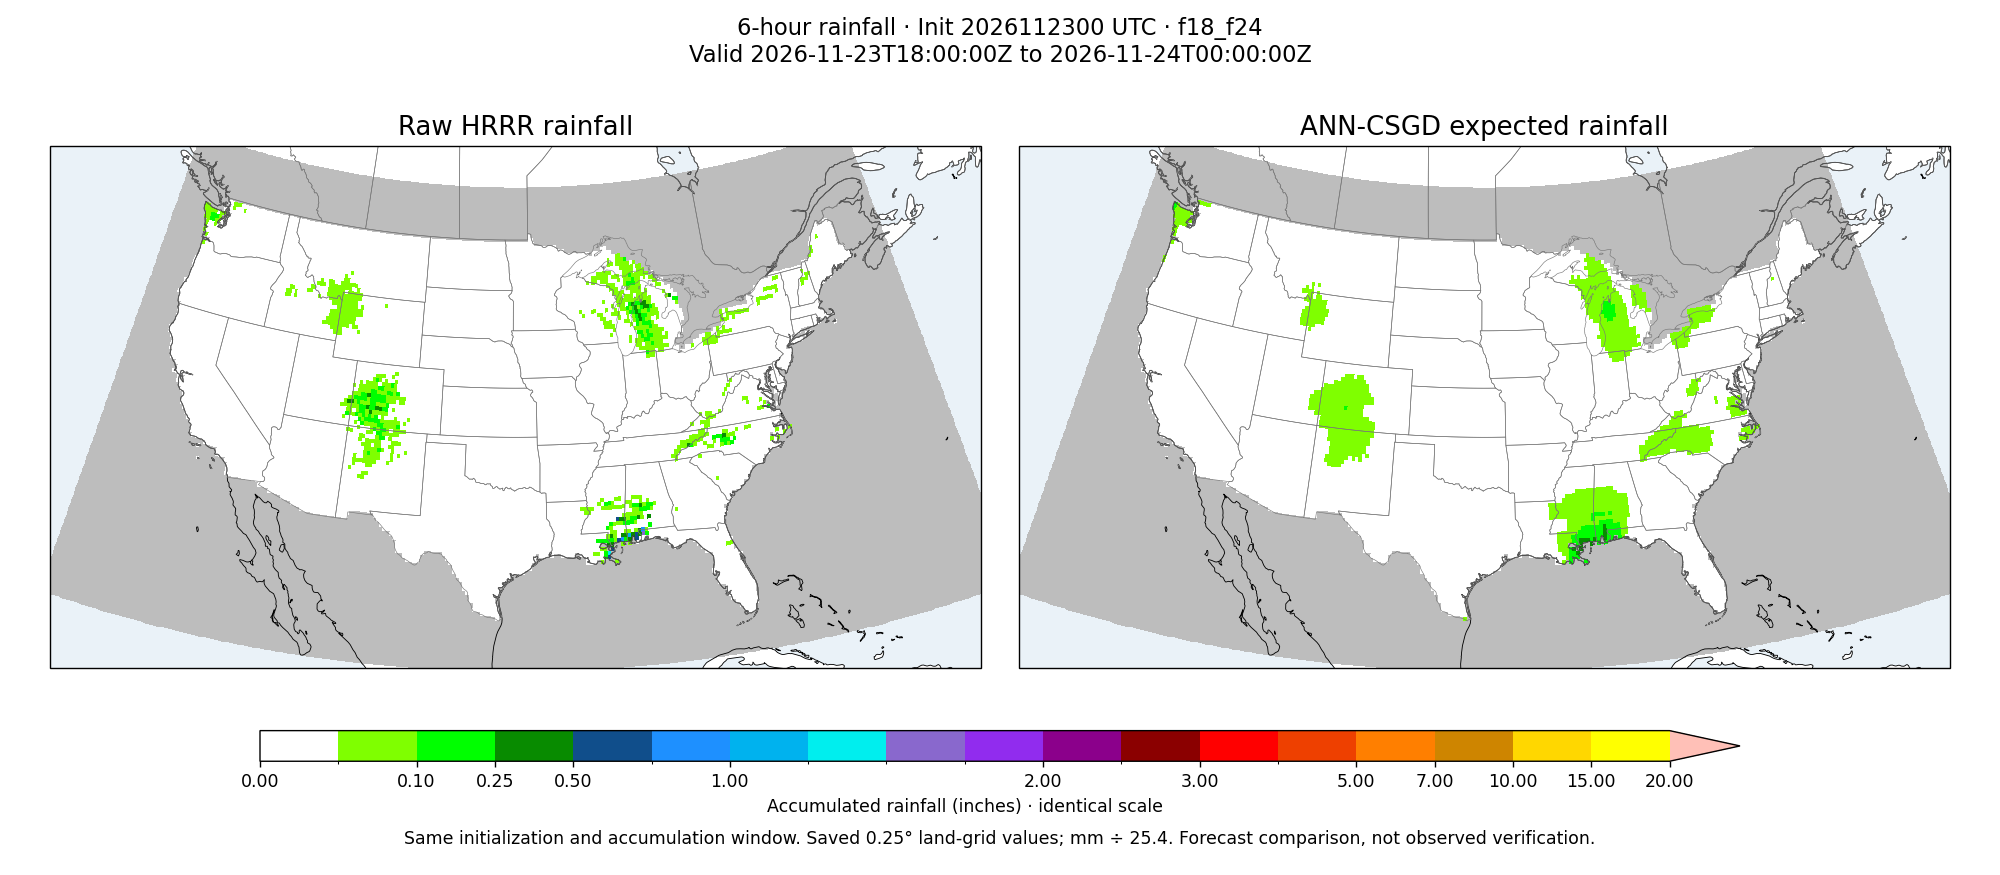 6-hour rainfall · Init 2026112300 UTC · f18_f24
Valid 2026-11-23T18:00:00Z to 2026-11-24T00:00:00Z
Raw HRRR rainfall
ANN-CSGD expected rainfall
0.00 0.10 0.25 0.50 1.00 2.00 3.00 5.00 7.00 10.00 15.00 20.00
Accumulated rainfall (inches) · identical scale
Same initialization and accumulation window. Saved 0.25° land-grid values; mm ÷ 25.4. Forecast comparison, not observed verification.